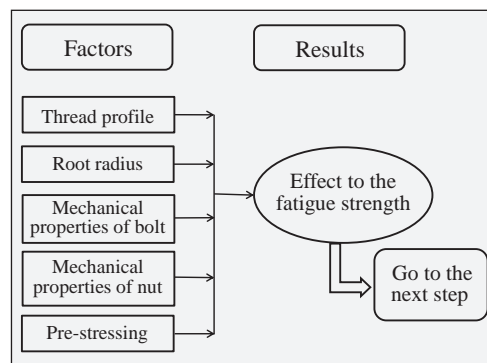 Factors
Results
Thread profile
Root radius
Mechanical
properties of bolt
Mechanical
properties of nut
Pre-stressing
Effect to the
fatigue strength
Go to the
next step